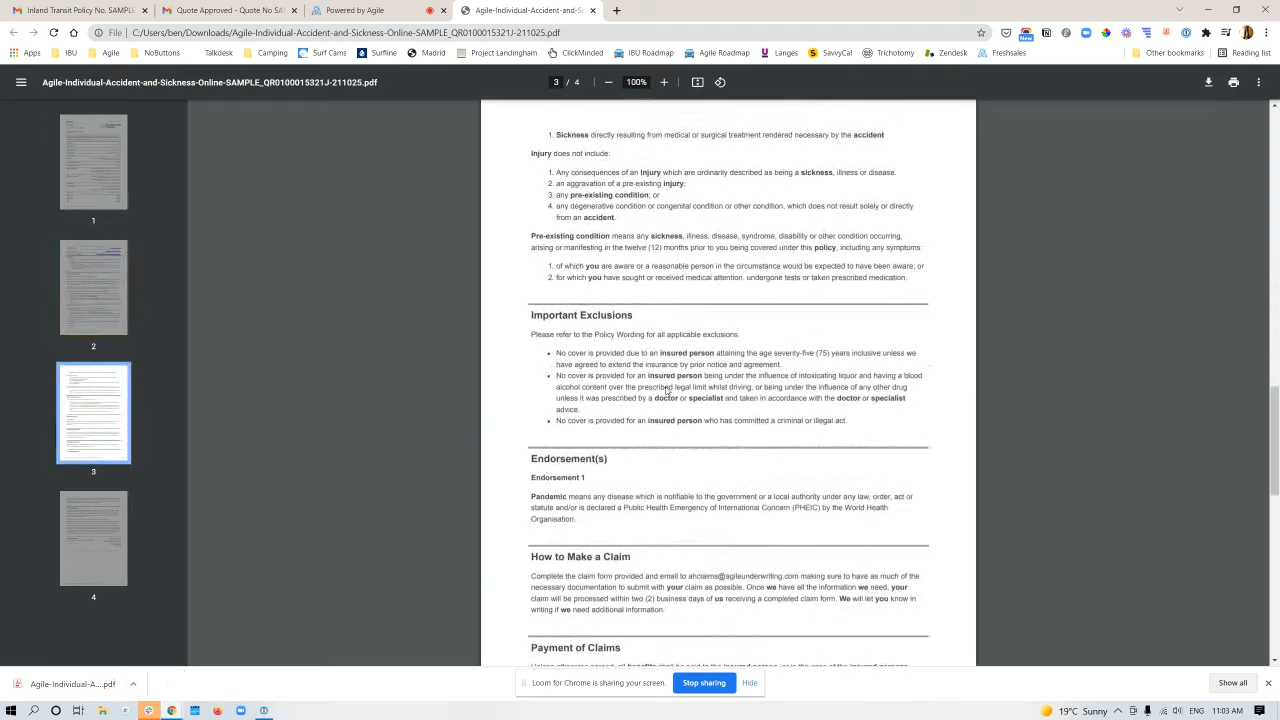 Inland Transit Policy SAMPLE_
Quote Approved - Quote No SAM
Powered by Agile
Agile-Individual-Accident-and-S
File
C:/Users/ben/Downloads/Agile-Individual-Accident-and-Sickness-Online-SAMPLE_QR0100015321J-211025.pdf
New
Apps
IBU
Agile
NoButtons
Talkdesk
Camping
SurfCams
Surfline
Madrid
Project Landingham
ClickMinded
IBU Roadmap
Agile Roadmap
Langes
SavvyCal
Trichotomy
Zendesk
Freshsales
Other bookmarks
Reading list
Agile-Individual-Accident-and-Sickness-Online-SAMPLE_QR0100015321J-211025.pdf
3 / 4
100%
1
2
3
4
1. Sickness directly resulting from medical or surgical treatment rendered necessary by the accident
Injury does not include:
1. Any consequences of an Injury which are ordinarily described as being a sickness, illness or disease.
2. an aggravation of a pre-existing injury;
3. any pre-existing condition; or
4. any degenerative condition or congenital condition or other condition, which does not result solely or directly
from an accident.
Pre-existing condition means any sickness, illness, disease, syndrome, disability or other condition occurring,
arising or manifesting in the twelve (12) months prior to you being covered under this policy, including any symptoms:
1. of which you are aware or a reasonable person in the circumstance would be expected to have been aware; or
2. for which you have sought or received medical attention, undergone tests or taken prescribed medication.
Important Exclusions
Please refer to the Policy Wording for all applicable exclusions.
• No cover is provided due to an insured person attaining the age seventy-five (75) years inclusive unless we
have agreed to extend the insurance by prior notice and agreement.
• No cover is provided for an insured person being under the influence of intoxicating liquor and having a blood
alcohol content over the prescribed legal limit whilst driving, or being under the influence of any other drug
unless it was prescribed by a doctor or specialist and taken in accordance with the doctor or specialist
advice.
• No cover is provided for an insured person who has committed a criminal or illegal act.
Endorsement(s)
Endorsement 1
Pandemic means any disease which is notifiable to the government or a local authority under any law, order, act or
statute and/or is declared a Public Health Emergency of International Concern (PHEIC) by the World Health
Organisation.
How to Make a Claim
Complete the claim form provided and email to ahclaims@agileunderwriting.com making sure to have as much of the
necessary documentation to submit with your claim as possible. Once we have all the information we need, your
claim will be processed within two (2) business days of us receiving a completed claim form. We will let you know in
writing if we need additional information.
Payment of Claims
Agile-Individual-A....pdf
Loom for Chrome is sharing your screen.
Stop sharing
Hide
Show all
19°C Sunny
ENG
11:03 AM